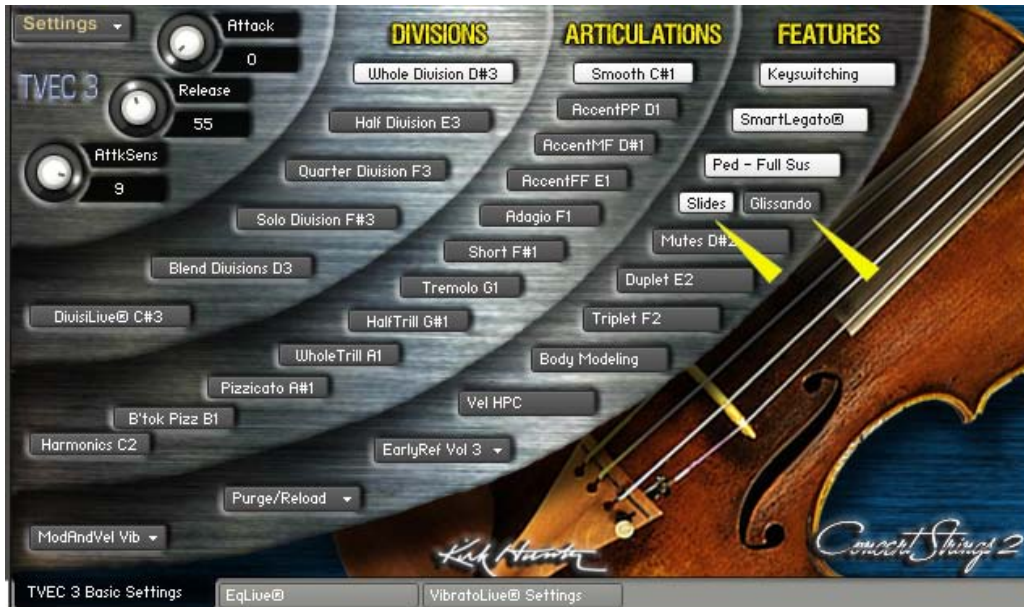 Settings
Attack
0
TVEC 3
Release
55
AttkSens
9
DIVISIONS
Whole Division D#3
Half Division E3
Quarter Division F3
Solo Division F#3
Blend Divisions D3
DivisiLive® C#3
ARTICULATIONS
Smooth C#1
AccentPP D1
AccentMF D#1
AccentFF E1
Adagio F1
Short F#1
Tremolo G1
HalfTrill G#1
WholeTrill A1
Pizzicato A#1
B'tok Pizz B1
Harmonics C2
FEATURES
Keyswitching
SmartLegato®
Ped - Full Sus
Slides Glissando
Mutes D#2
Duplet E2
Triplet F2
Body Modeling
Vel HPC
EarlyRef Vol 3
Purge/Reload
ModAndVel Vib
Kirk Hunter
Concert Strings 2
TVEC 3 Basic Settings EqLive® VibratoLive® Settings